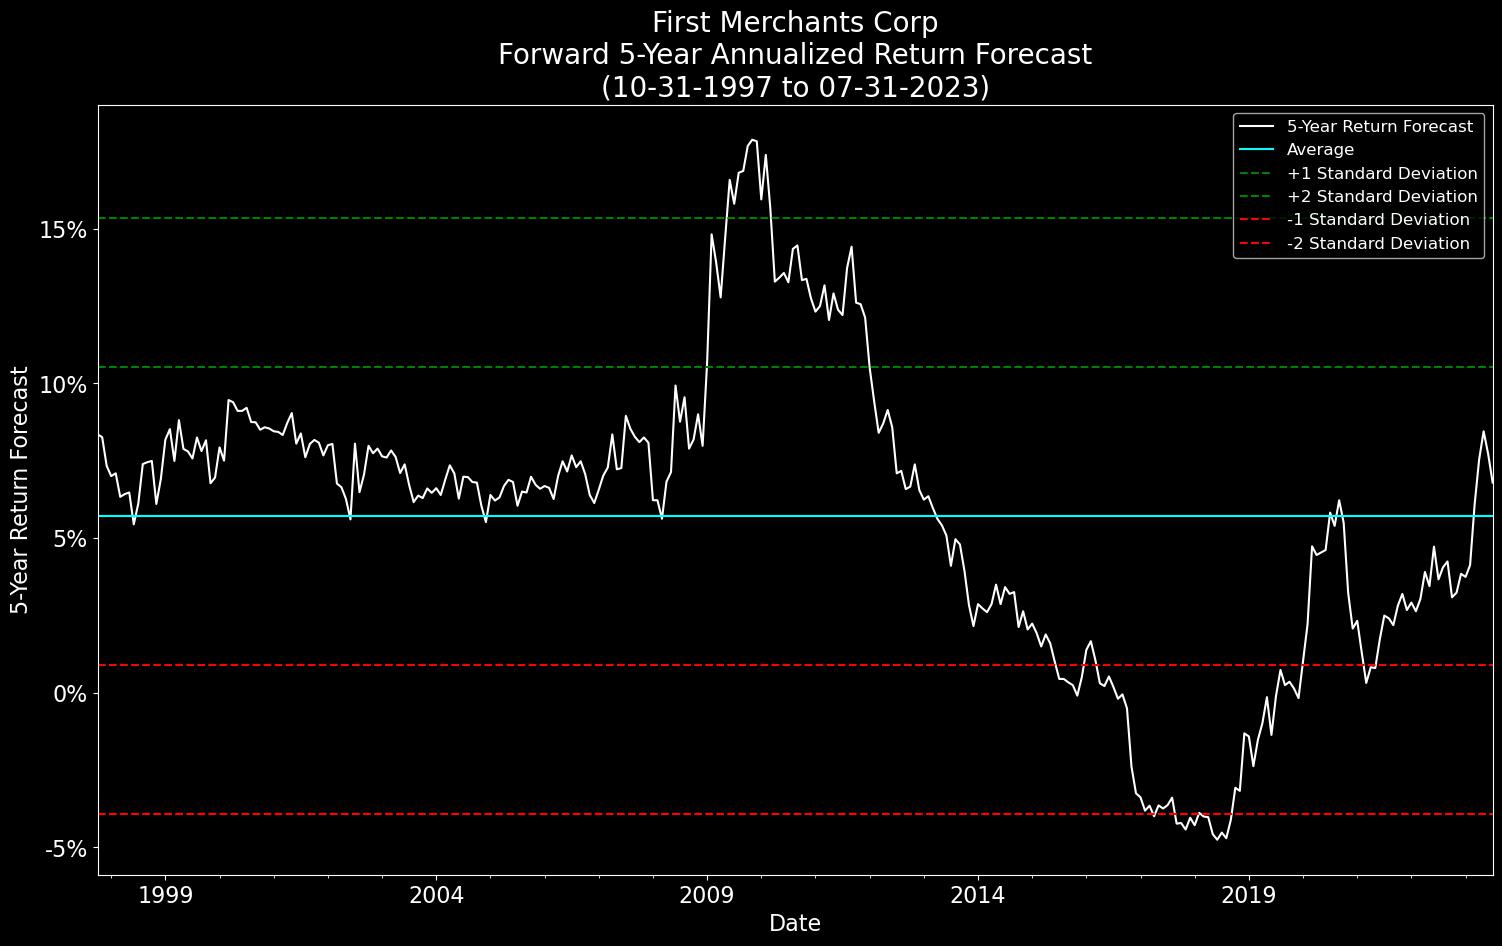 First Merchants Corp
Forward 5-Year Annualized Return Forecast
(10-31-1997 to 07-31-2023)
5-Year Return Forecast
Average
+1 Standard Deviation
+2 Standard Deviation
-1 Standard Deviation
-2 Standard Deviation
15%
10%
5%
0%
-5%
5-Year Return Forecast
1999 2004 2009 2014 2019
Date